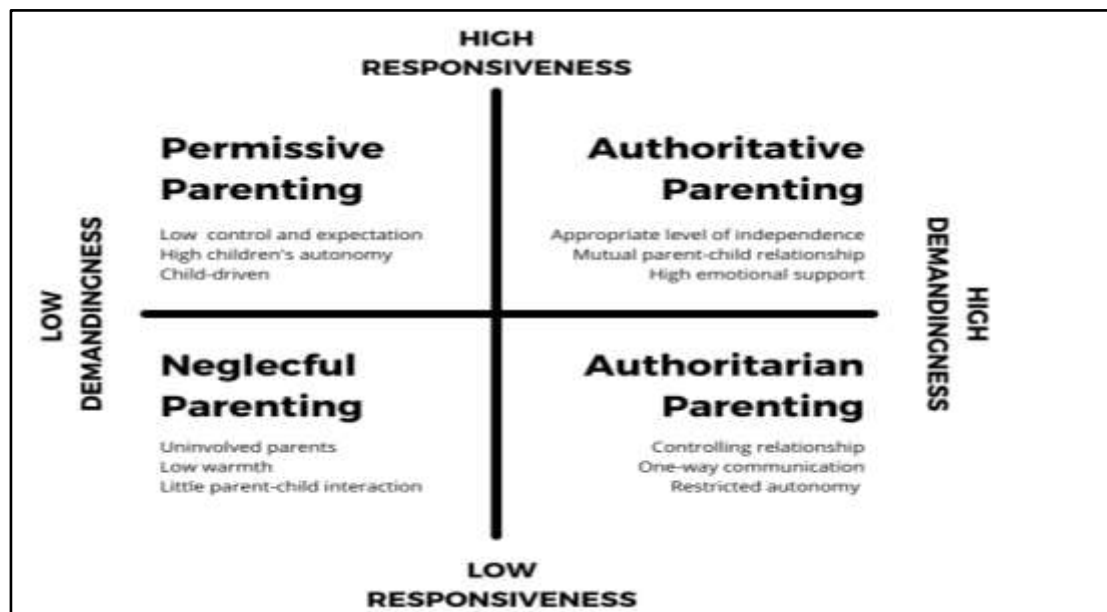 HIGH
RESPONSIVENESS
Permissive
Parenting
Low control and expectation
High children's autonomy
Child-driven
Authoritative
Parenting
Appropriate level of independence
Mutual parent-child relationship
High emotional support
LOW
DEMANDINGNESS
HIGH
DEMANDINGNESS
Neglecful
Parenting
Uninvolved parents
Low warmth
Little parent-child interaction
Authoritarian
Parenting
Controlling relationship
One-way communication
Restricted autonomy
LOW
RESPONSIVENESS